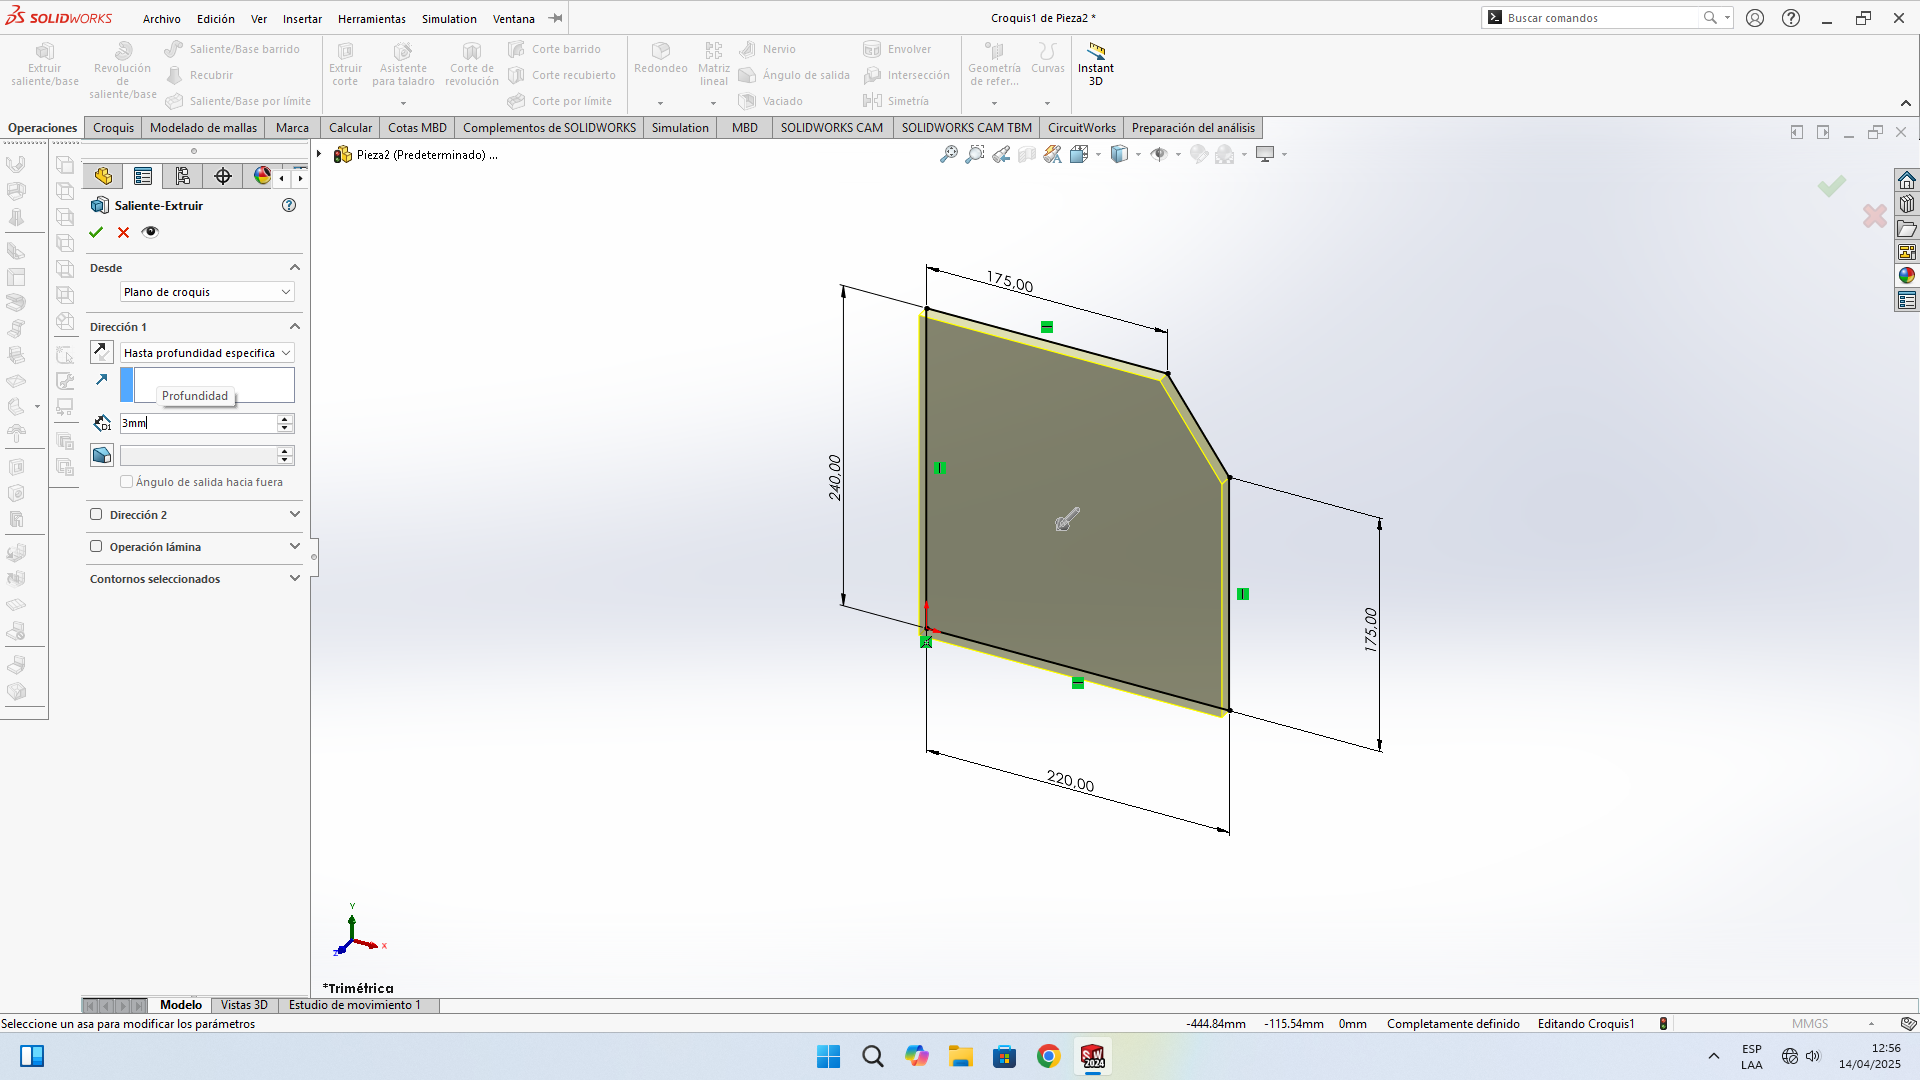 SOLIDWORKS
Archivo Edición Ver Insertar Herramientas Simulation Ventana
Croquis1 de Pieza2 *
Buscar comandos
Extruir saliente/base
Revolución de saliente/base
Saliente/Base barrido
Recubrir
Saliente/Base por límite
Extruir corte
Asistente para taladro
Corte de revolución
Corte barrido
Corte recubierto
Corte por límite
Redondeo
Matriz lineal
Nervio
Ángulo de salida
Vaciado
Envolver
Intersección
Simetría
Geometría de refer...
Curvas
Instant 3D
Operaciones Croquis Modelado de mallas Marca Calcular Cotas MBD Complementos de SOLIDWORKS Simulation MBD SOLIDWORKS CAM SOLIDWORKS CAM TBM CircuitWorks Preparación del análisis
Pieza2 (Predeterminado) ...
Saliente-Extruir
Desde
Plano de croquis
Dirección 1
Hasta profundidad especifica
Profundidad
D1
3mm
Ángulo de salida hacia fuera
Dirección 2
Operación lámina
Contornos seleccionados
175,00
240,00
175,00
220,00
Y
X
Z
*Trimétrica
Modelo Vistas 3D Estudio de movimiento 1
Seleccione un asa para modificar los parámetros
-444.84mm -115.54mm 0mm Completamente definido Editando Croquis1 MMGS
SW 2024
ESP
LAA
12:56
14/04/2025